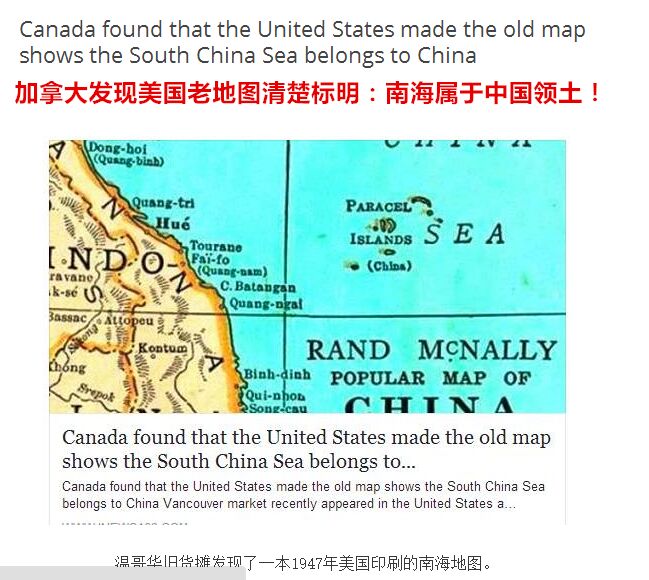 Canada found that the United States made the old map
shows the South China Sea belongs to China
加拿大发现美国老地图清楚标明：南海属于中国领土！
Dong-hoi
(Quang-binh)
Quang-tri
Hué
Tourane
Faï-fo
(Quang-nam)
C. Batangan
Quang-ngai
INDO
N
A
Attopeu
Kontum
Binh-dinh
Qui-nhon
Song-cau
Srepok
Bassac
PARACEL
ISLANDS
(China)
SEA
RAND MCNALLY
POPULAR MAP OF
CHINA
Canada found that the United States made the old map
shows the South China Sea belongs to...
Canada found that the United States made the old map shows the South China Sea
belongs to China Vancouver market recently appeared in the United States a...
温哥华旧货摊发现了一本1947年美国印刷的南海地图。